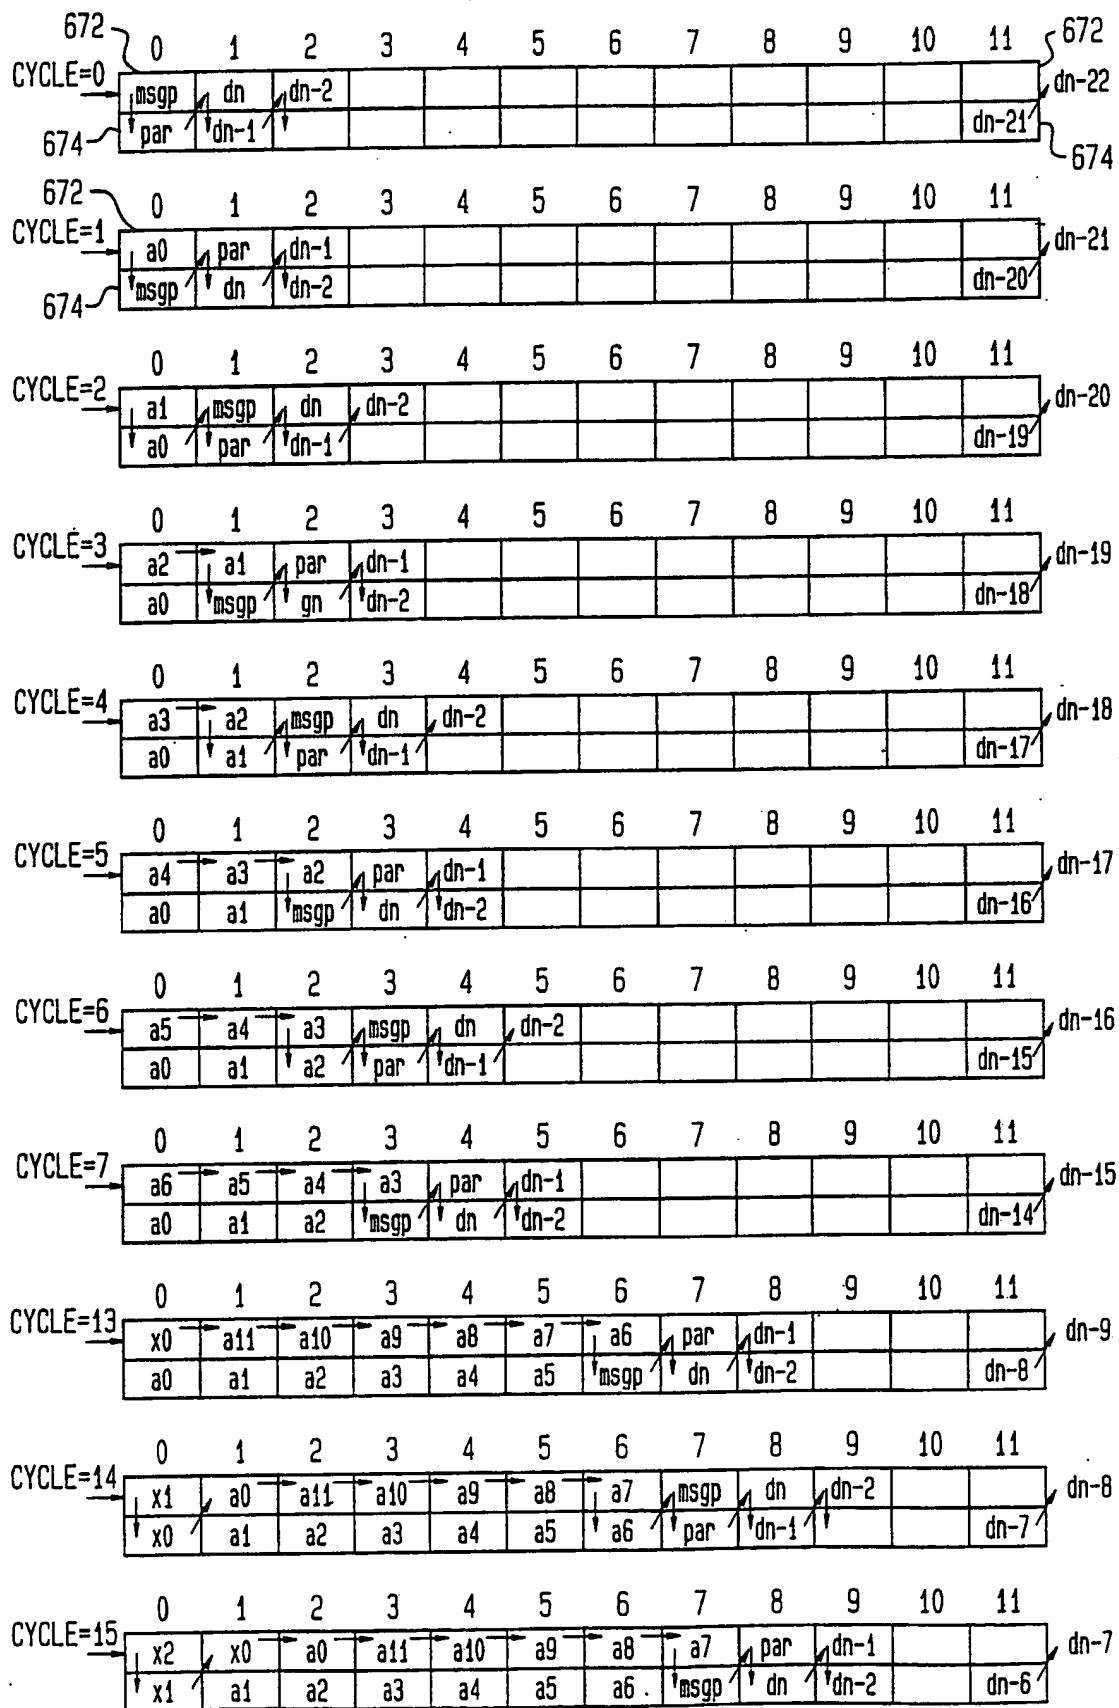 672 0 1 2 3 4 5 6 7 8 9 10 11 672
CYCLE=0 msgp dn dn-2 dn-22
674 par dn-1 dn-21 674
672 0 1 2 3 4 5 6 7 8 9 10 11
CYCLE=1 a0 par dn-1 dn-21
674 msgp dn dn-2 dn-20
0 1 2 3 4 5 6 7 8 9 10 11
CYCLE=2 a1 msgp dn dn-2 dn-20
a0 par dn-1 dn-19
0 1 2 3 4 5 6 7 8 9 10 11
CYCLE=3 a2 a1 par dn-1 dn-19
a0 msgp gn dn-2 dn-18
0 1 2 3 4 5 6 7 8 9 10 11
CYCLE=4 a3 a2 msgp dn dn-2 dn-18
a0 a1 par dn-1 dn-17
0 1 2 3 4 5 6 7 8 9 10 11
CYCLE=5 a4 a3 a2 par dn-1 dn-17
a0 a1 msgp dn dn-2 dn-16
0 1 2 3 4 5 6 7 8 9 10 11
CYCLE=6 a5 a4 a3 msgp dn dn-2 dn-16
a0 a1 a2 par dn-1 dn-15
0 1 2 3 4 5 6 7 8 9 10 11
CYCLE=7 a6 a5 a4 a3 par dn-1 dn-15
a0 a1 a2 msgp dn dn-2 dn-14
0 1 2 3 4 5 6 7 8 9 10 11
CYCLE=13 x0 a11 a10 a9 a8 a7 a6 par dn-1 dn-9
a0 a1 a2 a3 a4 a5 msgp dn dn-2 dn-8
0 1 2 3 4 5 6 7 8 9 10 11
CYCLE=14 x1 a0 a11 a10 a9 a8 a7 msgp dn dn-2 dn-8
x0 a1 a2 a3 a4 a5 a6 par dn-1 dn-7
0 1 2 3 4 5 6 7 8 9 10 11
CYCLE=15 x2 x0 a0 a11 a10 a9 a8 a7 par dn-1 dn-7
x1 a1 a2 a3 a4 a5 a6 msgp dn dn-2 dn-6